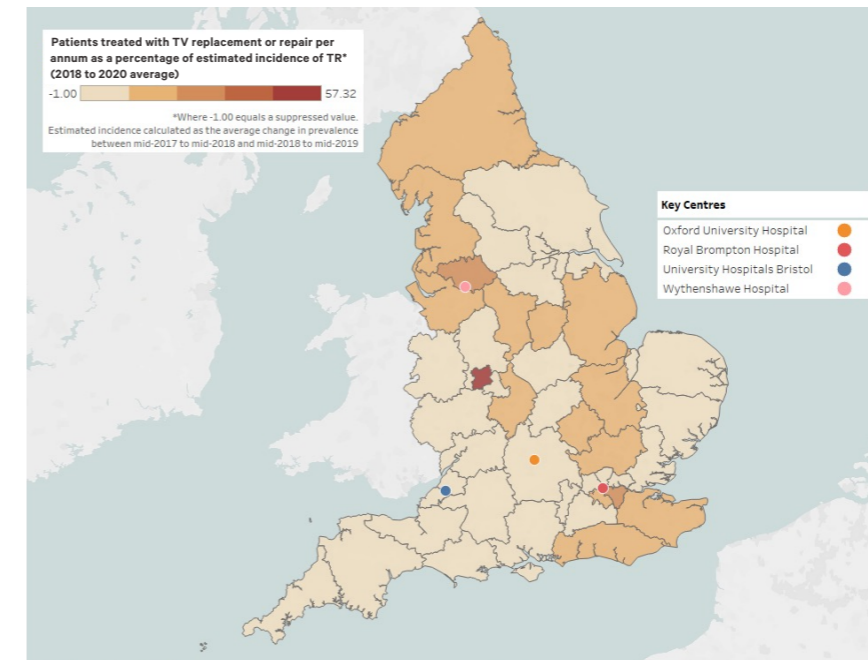 Patients treated with TV replacement or repair per
annum as a percentage of estimated incidence of TR*
(2018 to 2020 average)
-1.00 57.32
*Where -1.00 equals a suppressed value.
Estimated incidence calculated as the average change in prevalence
between mid-2017 to mid-2018 and mid-2018 to mid-2019
Key Centres
Oxford University Hospital
Royal Brompton Hospital
University Hospitals Bristol
Wythenshawe Hospital